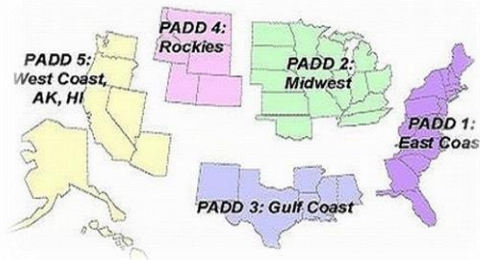 PADD 5:
West Coast,
AK, HI
PADD 4:
Rockies
PADD 2:
Midwest
PADD 1:
East Coas
PADD 3: Gulf Coast